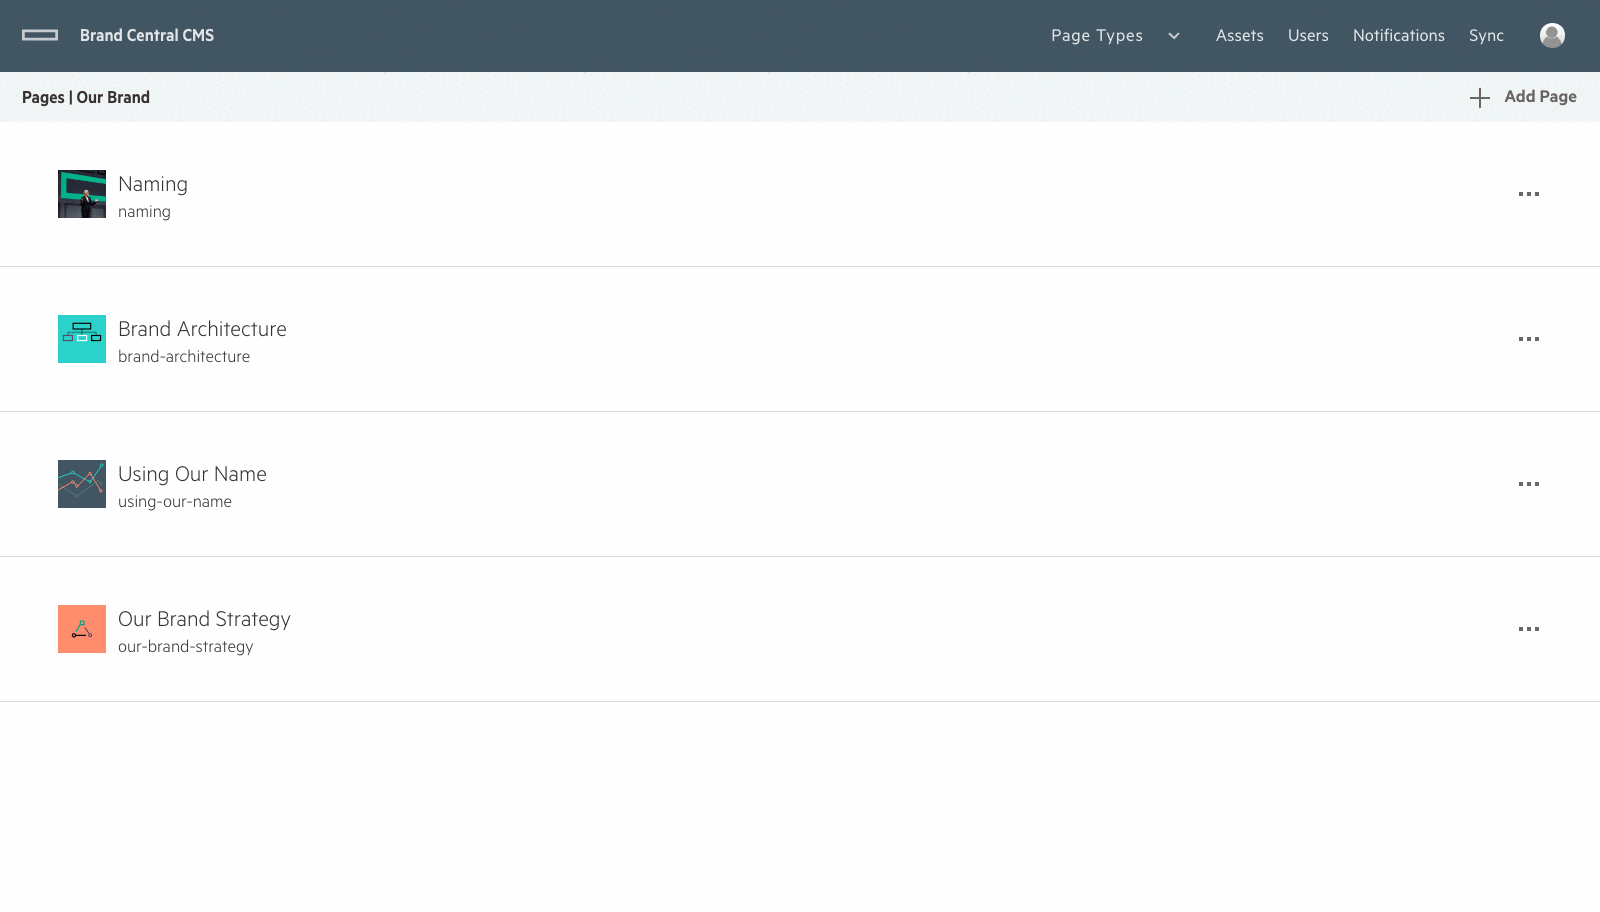 Brand Central CMS
Page Types
Assets
Users
Notifications
Sync
Pages | Our Brand
Add Page
Naming
naming
Brand Architecture
brand-architecture
Using Our Name
using-our-name
Our Brand Strategy
our-brand-strategy